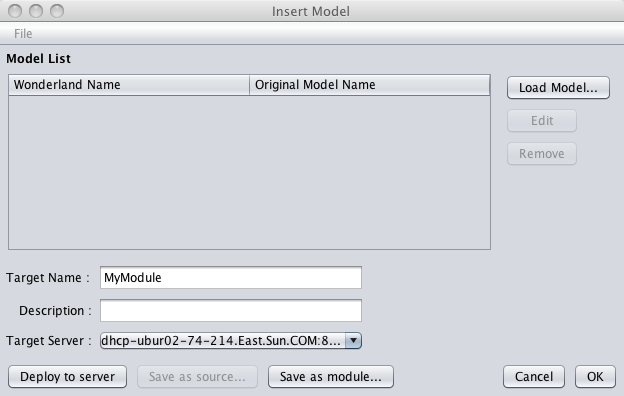 Insert Model
File
Model List
Wonderland Name Original Model Name
Load Model...
Edit
Remove
Target Name : MyModule
Description :
Target Server : dhcp-ubur02-74-214.East.Sun.COM:8...
Deploy to server Save as source... Save as module... Cancel OK